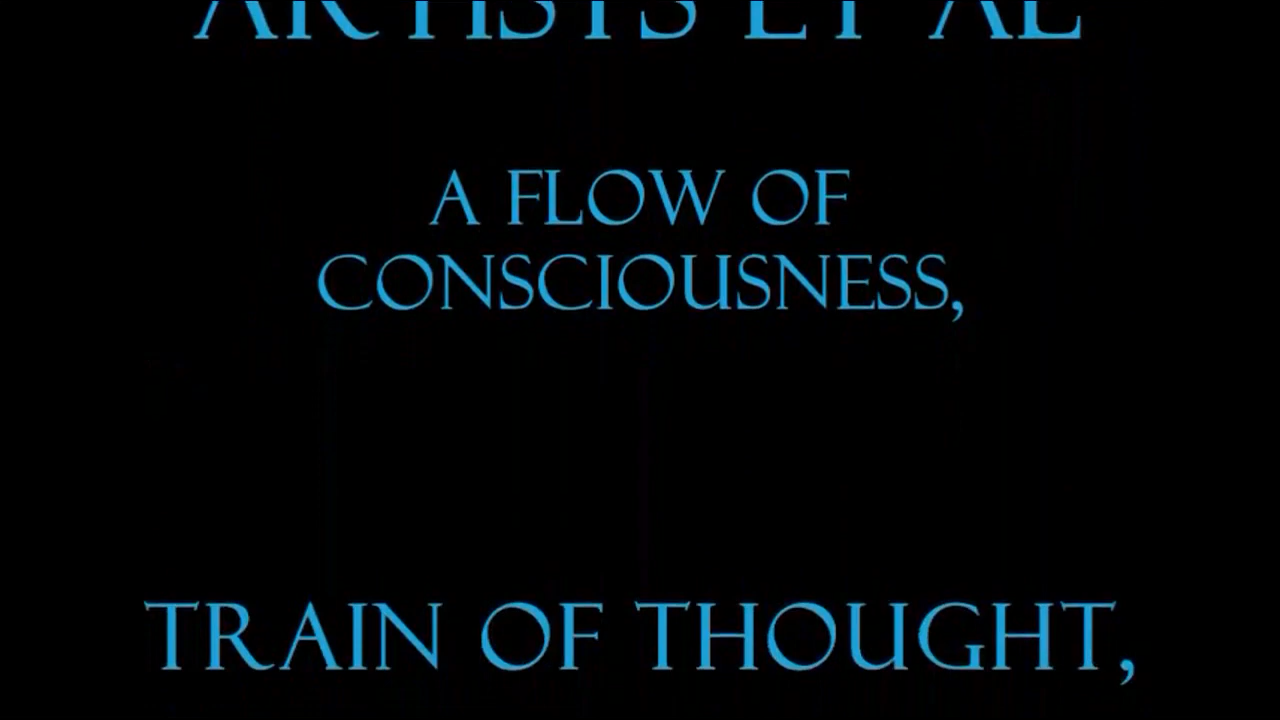 ARTISTS ET AL
A FLOW OF
CONSCIOUSNESS,
TRAIN OF THOUGHT,